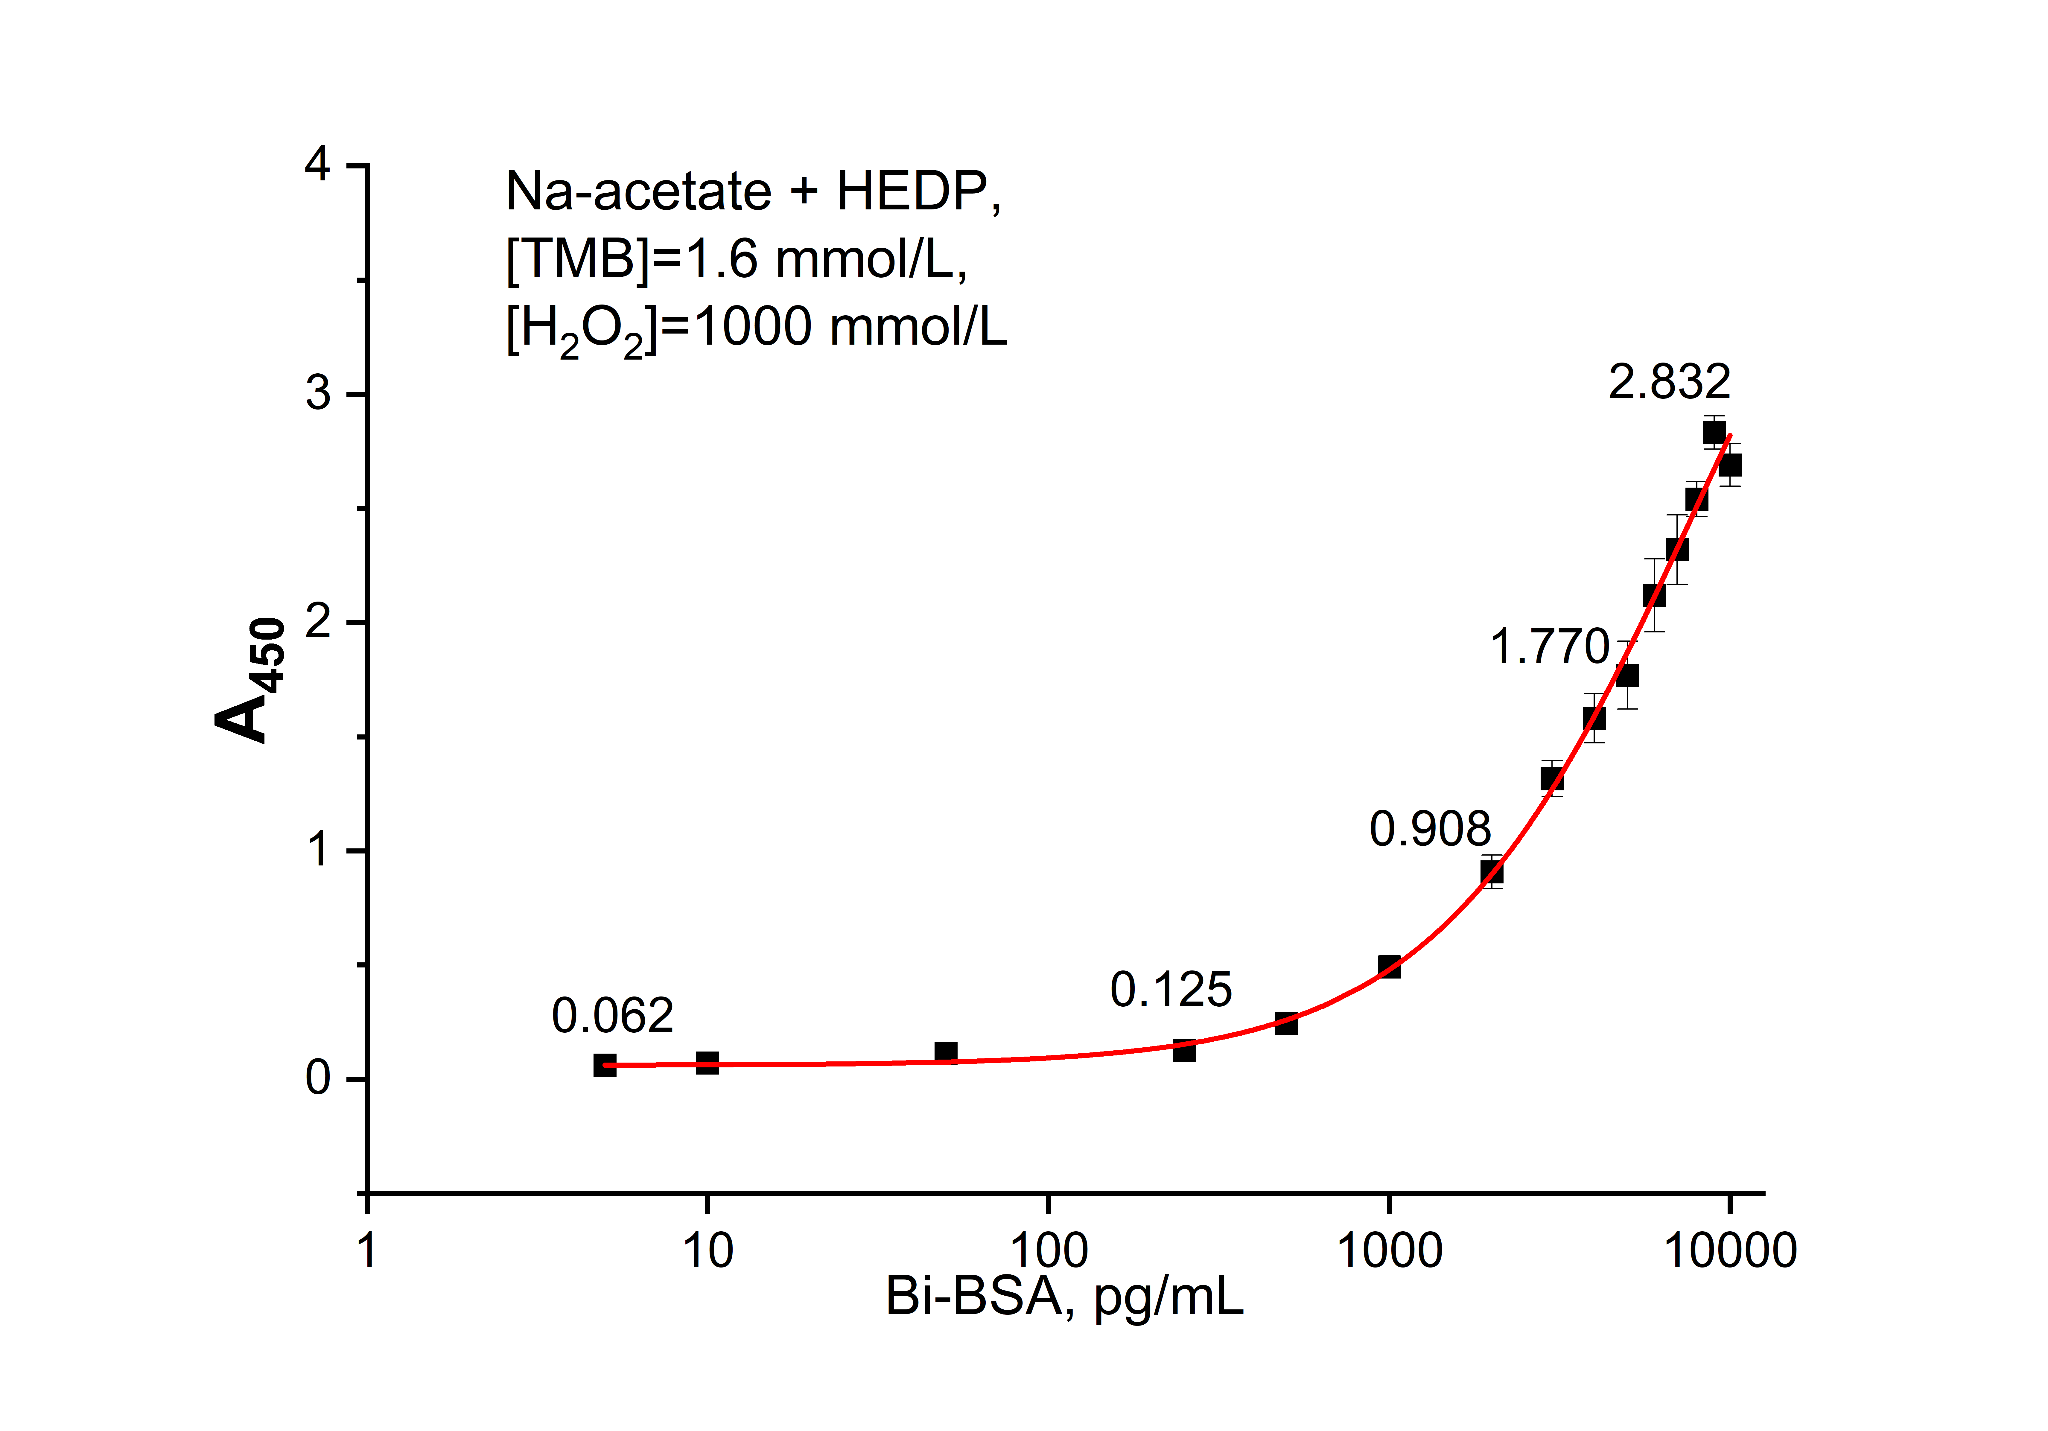 Na-acetate + HEDP,
[TMB]=1.6 mmol/L,
[H₂O₂]=1000 mmol/L
4
3
2
1
0
A₄₅₀
2.832
1.770
0.908
0.125
0.062
1 10 100 1000 10000
Bi-BSA, pg/mL